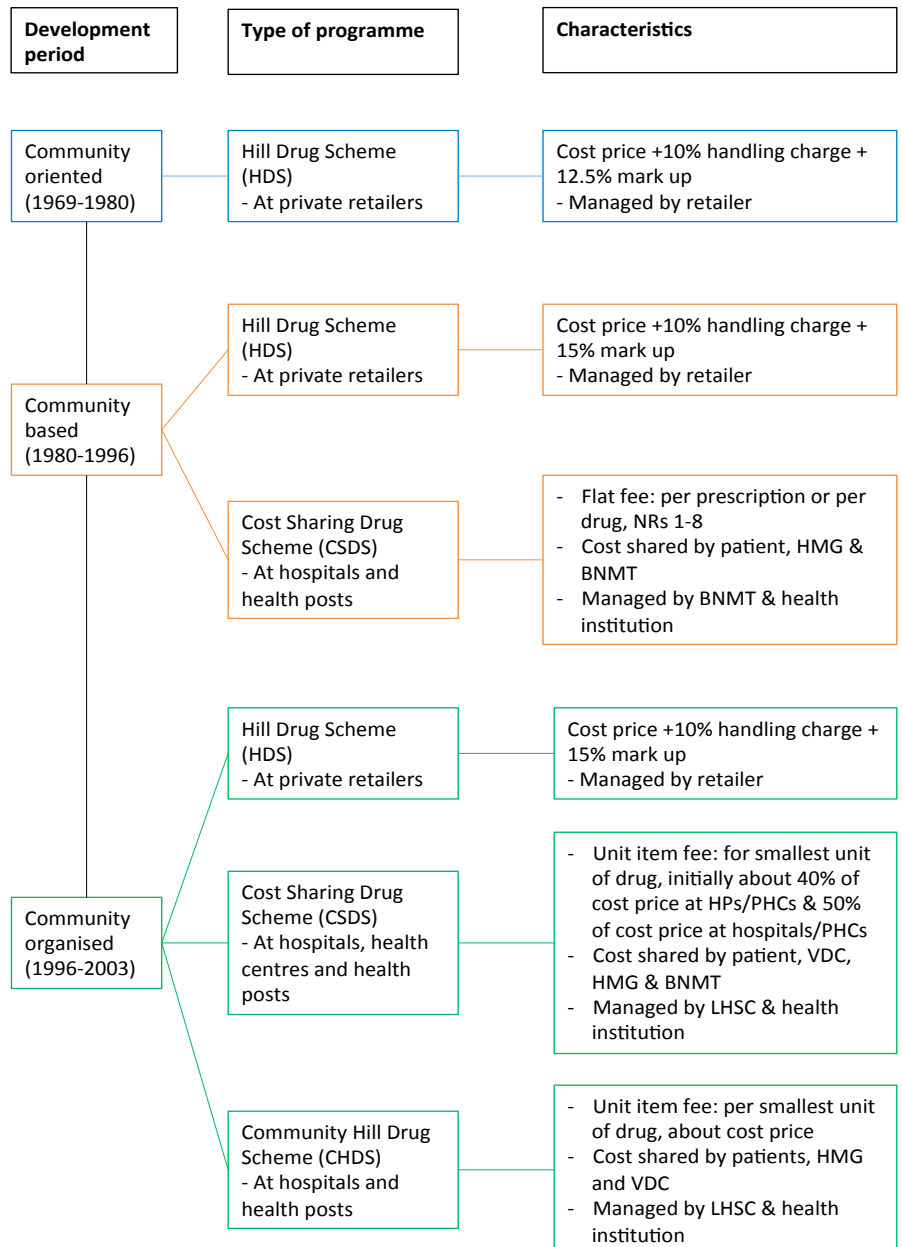 Development
period
Type of programme
Characteristics
Community
oriented
(1969-1980)
Hill Drug Scheme
(HDS)
- At private retailers
Cost price +10% handling charge +
12.5% mark up
- Managed by retailer
Community
based
(1980-1996)
Hill Drug Scheme
(HDS)
- At private retailers
Cost price +10% handling charge +
15% mark up
- Managed by retailer
Cost Sharing Drug
Scheme (CSDS)
- At hospitals and
health posts
- Flat fee: per prescription or per
drug, NRs 1-8
- Cost shared by patient, HMG &
BNMT
- Managed by BNMT & health
institution
Community
organised
(1996-2003)
Hill Drug Scheme
(HDS)
- At private retailers
Cost price +10% handling charge +
15% mark up
- Managed by retailer
Cost Sharing Drug
Scheme (CSDS)
- At hospitals, health
centres and health
posts
- Unit item fee: for smallest unit
of drug, initially about 40% of
cost price at HPs/PHCs & 50%
of cost price at hospitals/PHCs
- Cost shared by patient, VDC,
HMG & BNMT
- Managed by LHSC & health
institution
Community Hill Drug
Scheme (CHDS)
- At hospitals and
health posts
- Unit item fee: per smallest unit
of drug, about cost price
- Cost shared by patients, HMG
and VDC
- Managed by LHSC & health
institution